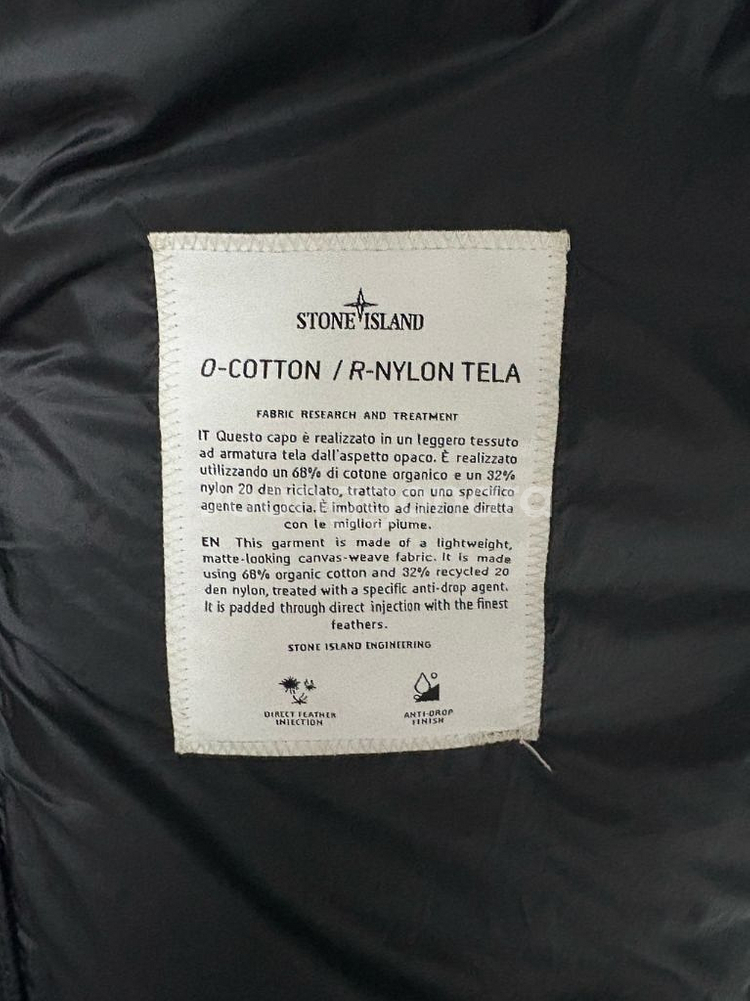 STONE ISLAND
O-COTTON / R-NYLON TELA
FABRIC RESEARCH AND TREATMENT
IT Questo capo è realizzato in un leggero tessuto
ad armatura tela dall'aspetto opaco. È realizzato
utilizzando un 68% di cotone organico e un 32%
nylon 20 den riciclato, trattato con uno specifico
agente antigoccia. È imbottito ad iniezione diretta
con le migliori piume.
EN This garment is made of a lightweight,
matte-looking canvas-weave fabric. It is made
using 68% organic cotton and 32% recycled 20
den nylon, treated with a specific anti-drop agent.
It is padded through direct injection with the finest
feathers.
STONE ISLAND ENGINEERING
DIRECT FEATHER
INJECTION
ANTI-DROP
FINISH